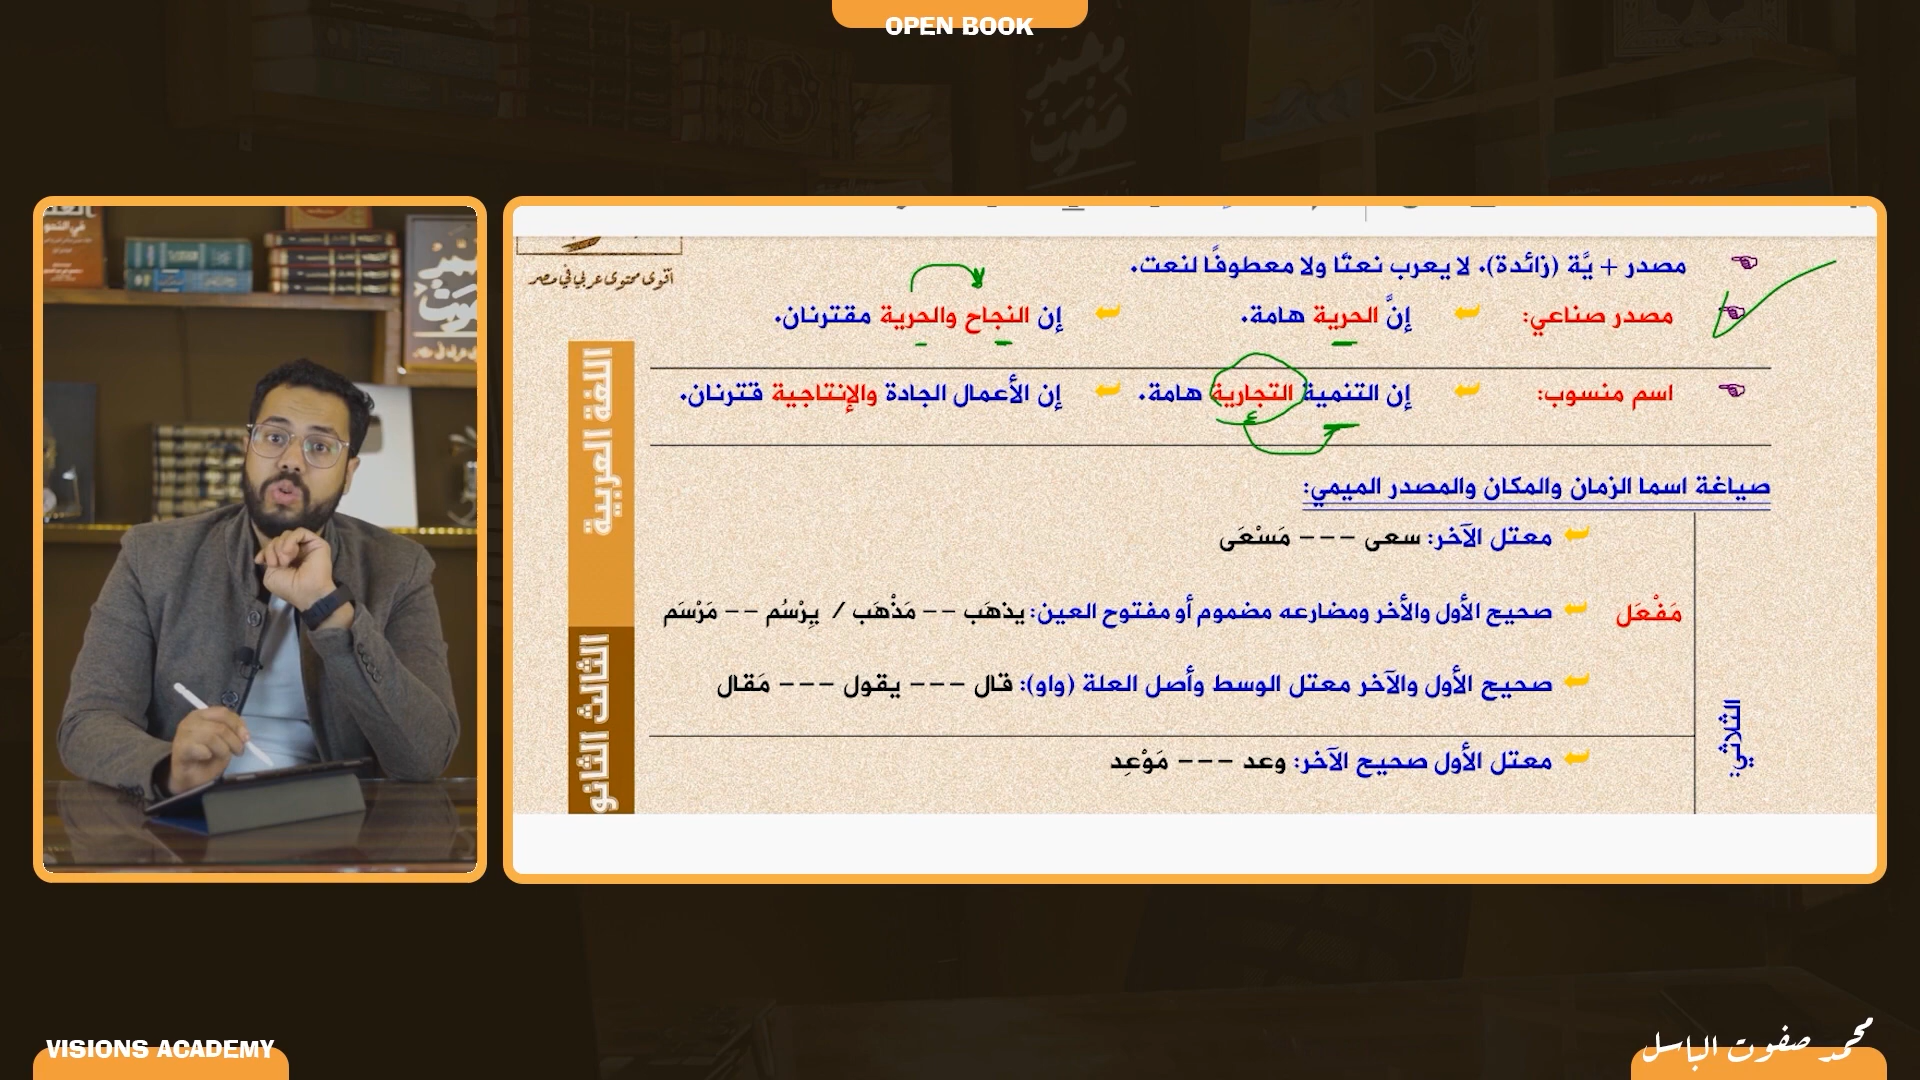 OPEN BOOK
أقوى محتوى عربي في مصر
مصدر + يَّة (زائدة). لا يعرب نعتًا ولا معطوفًا لنعت.
مصدر صناعي: إنَّ الحرية هامة. إن النجاح والحرية مقترنان.
اسم منسوب: إن التنمية التجارية هامة. إن الأعمال الجادة والإنتاجية قترنان.
صياغة اسما الزمان والمكان والمصدر الميمي:
معتل الآخر: سعى --- مَسْعَى
مَفْعَل
صحيح الأول والأخر ومضارعه مضموم أو مفتوح العين: يذهَب -- مَذْهَب / يِرْسُم -- مَرْسَم
صحيح الأول والآخر معتل الوسط وأصل العلة (واو): قال --- يقول --- مَقال
معتل الأول صحيح الآخر: وعد --- مَوْعِد
الثلاثي:
اللغة العربية
الثالث الثانو
VISIONS ACADEMY
محمد صفوت الباسل